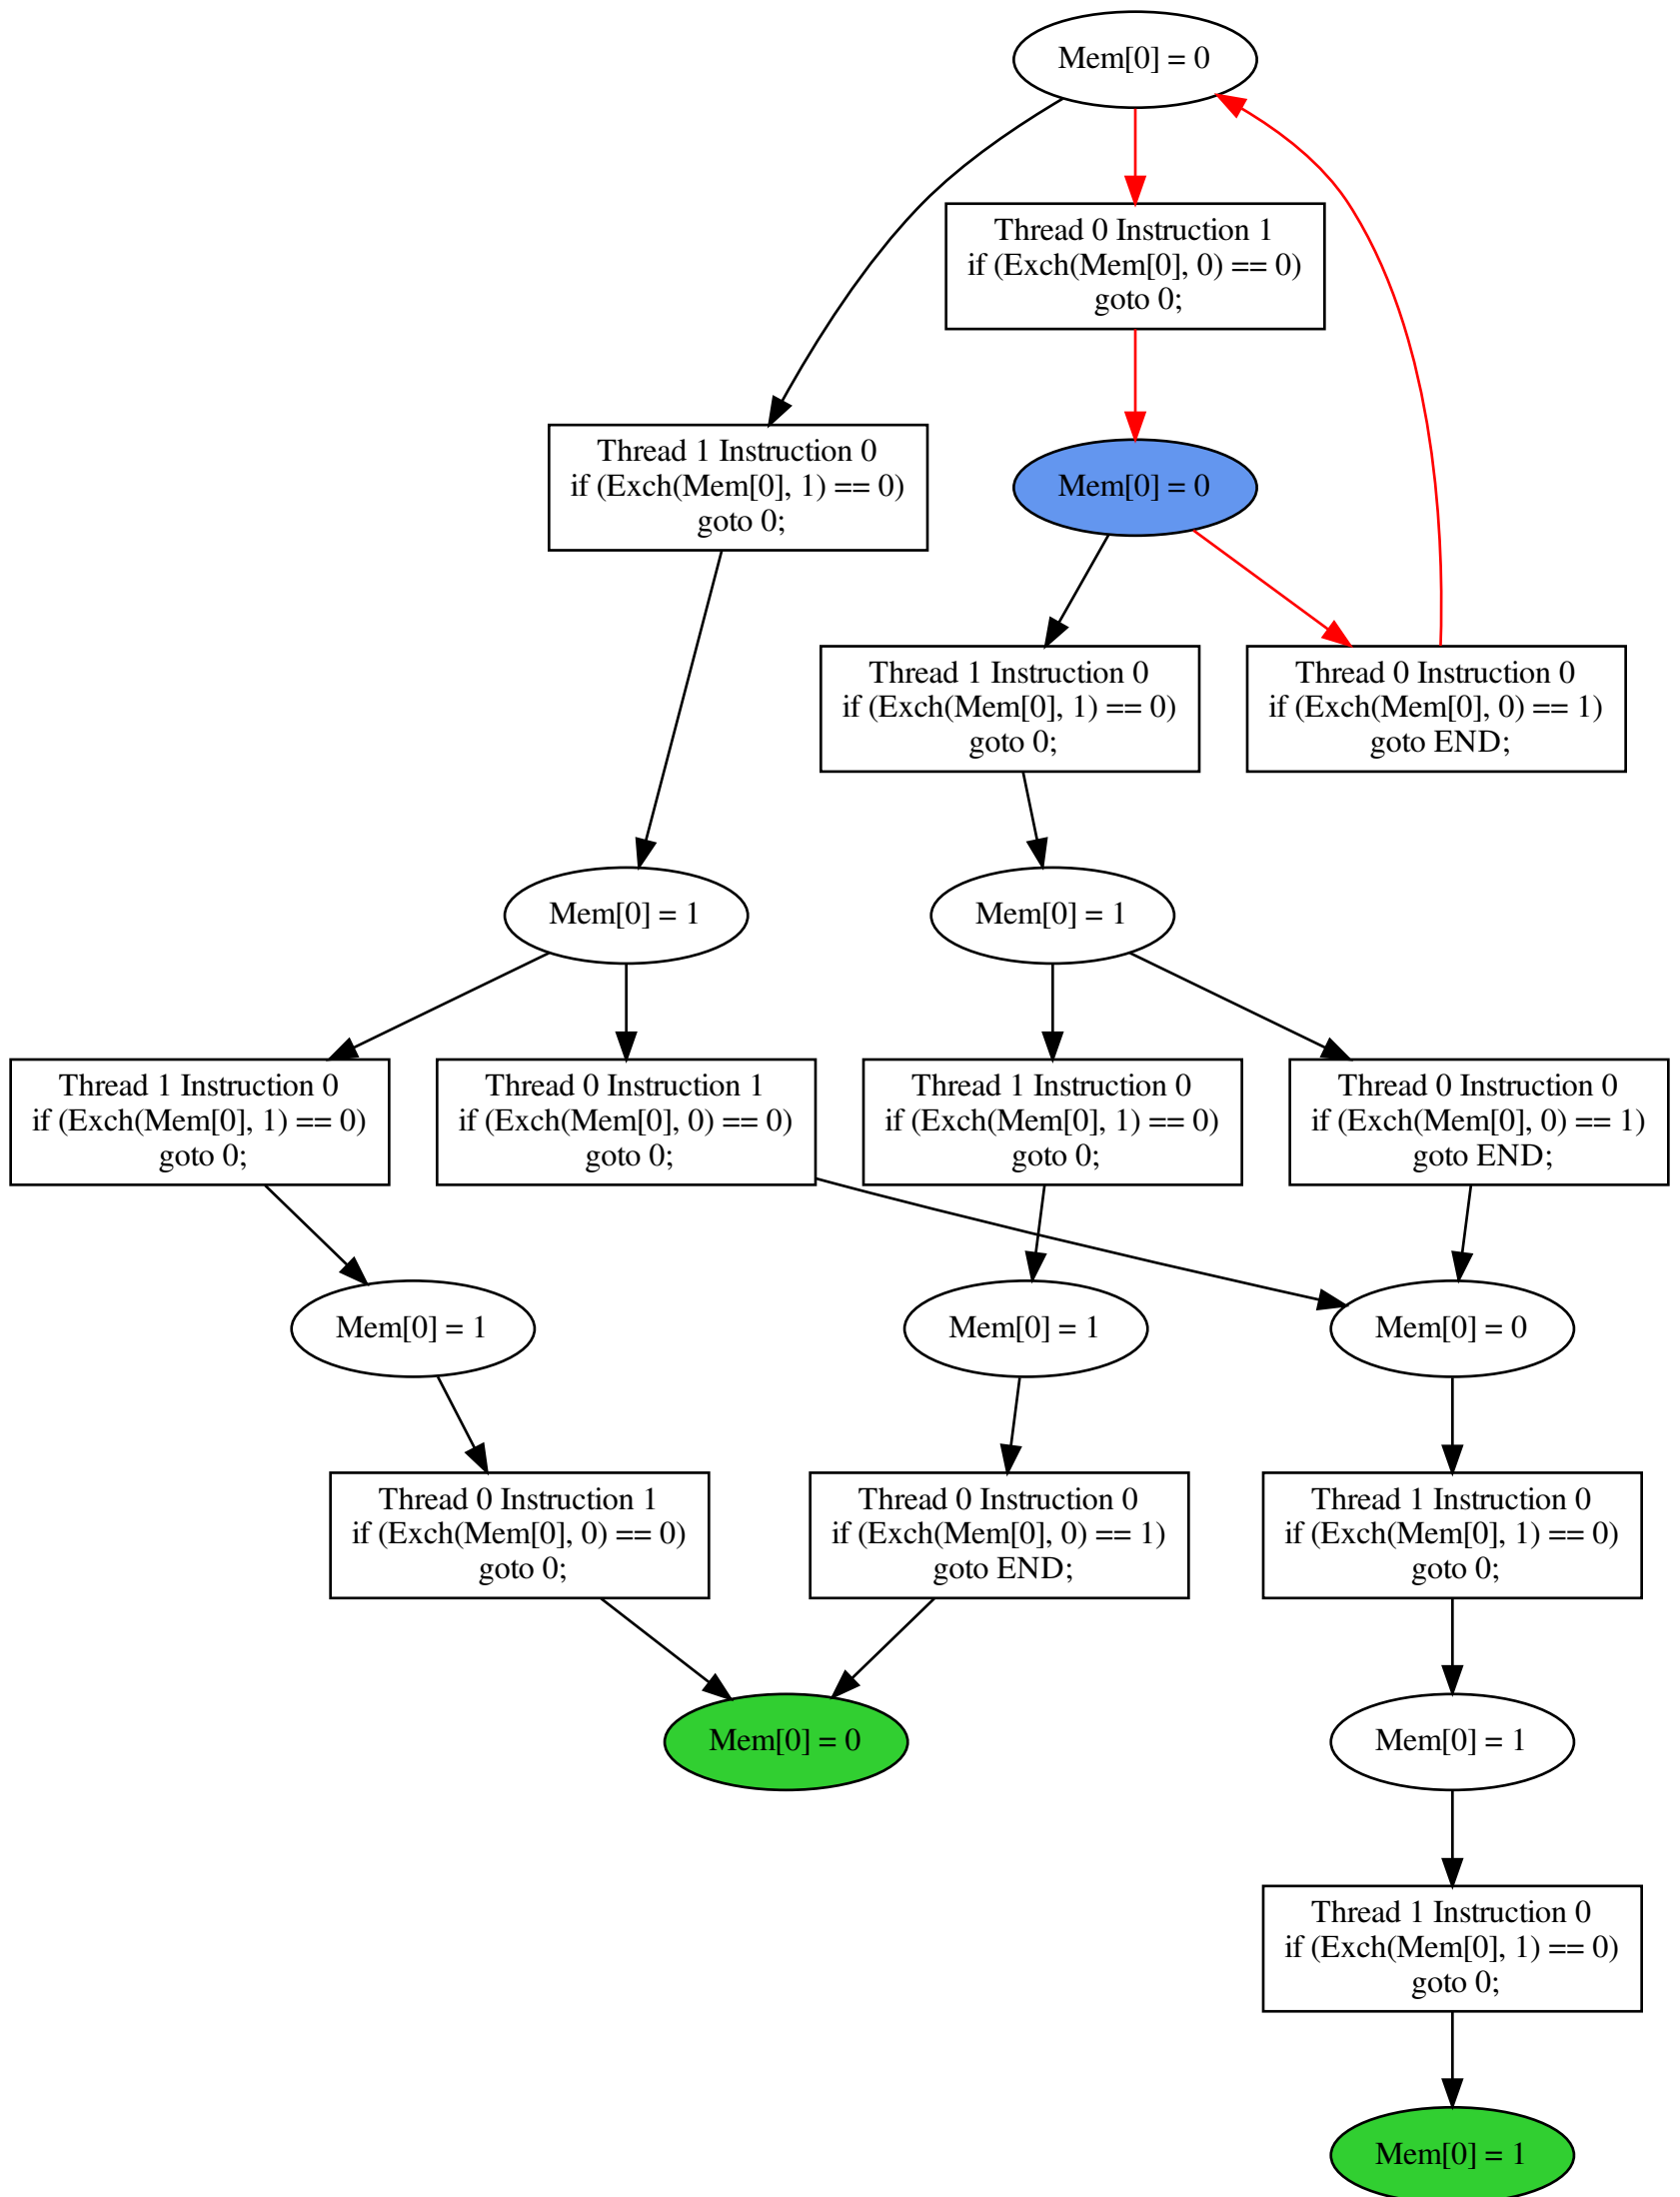 Mem[0] = 0
Thread 0 Instruction 1
if (Exch(Mem[0], 0) == 0)
goto 0;
Thread 1 Instruction 0
if (Exch(Mem[0], 1) == 0)
goto 0;
Mem[0] = 0
Thread 1 Instruction 0
if (Exch(Mem[0], 1) == 0)
goto 0;
Thread 0 Instruction 0
if (Exch(Mem[0], 0) == 1)
goto END;
Mem[0] = 1
Mem[0] = 1
Thread 1 Instruction 0
if (Exch(Mem[0], 1) == 0)
goto 0;
Thread 0 Instruction 1
if (Exch(Mem[0], 0) == 0)
goto 0;
Thread 1 Instruction 0
if (Exch(Mem[0], 1) == 0)
goto 0;
Thread 0 Instruction 0
if (Exch(Mem[0], 0) == 1)
goto END;
Mem[0] = 1
Mem[0] = 1
Mem[0] = 0
Thread 0 Instruction 1
if (Exch(Mem[0], 0) == 0)
goto 0;
Thread 0 Instruction 0
if (Exch(Mem[0], 0) == 1)
goto END;
Thread 1 Instruction 0
if (Exch(Mem[0], 1) == 0)
goto 0;
Mem[0] = 0
Mem[0] = 1
Thread 1 Instruction 0
if (Exch(Mem[0], 1) == 0)
goto 0;
Mem[0] = 1